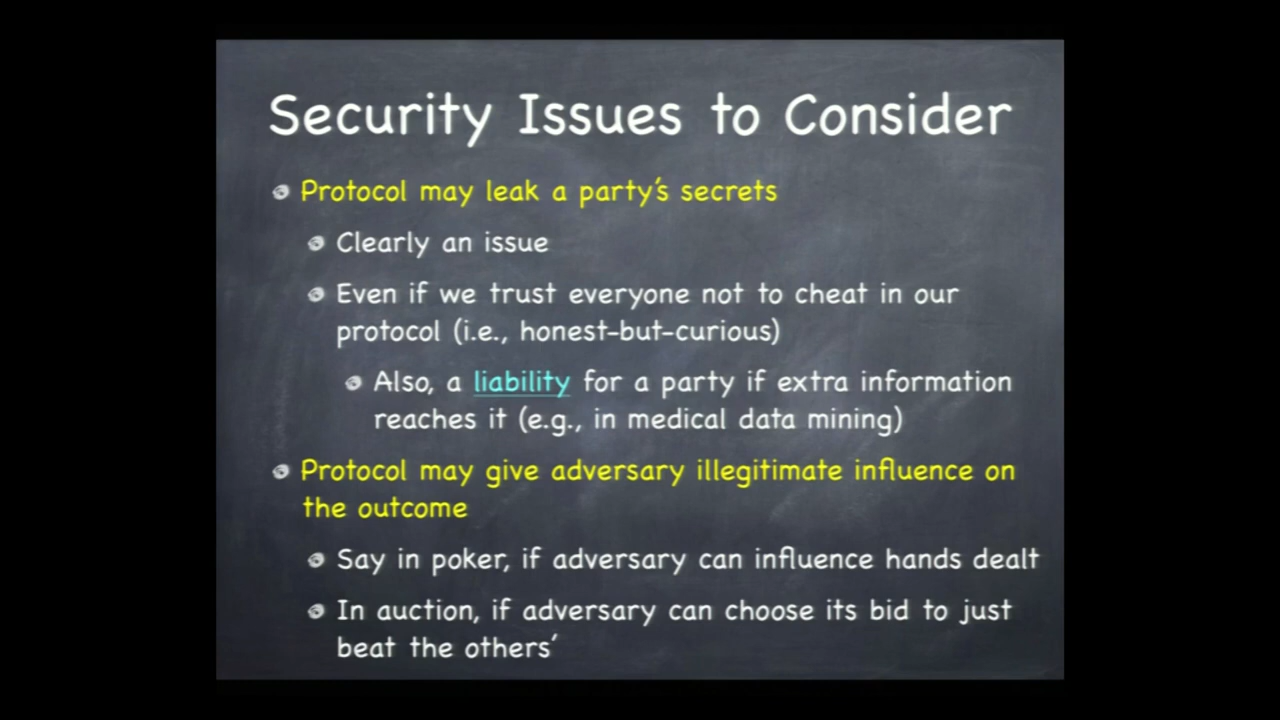 Security Issues to Consider
Protocol may leak a party's secrets
Clearly an issue
Even if we trust everyone not to cheat in our
protocol (i.e., honest-but-curious)
Also, a liability for a party if extra information
reaches it (e.g., in medical data mining)
Protocol may give adversary illegitimate influence on
the outcome
Say in poker, if adversary can influence hands dealt
In auction, if adversary can choose its bid to just
beat the others'